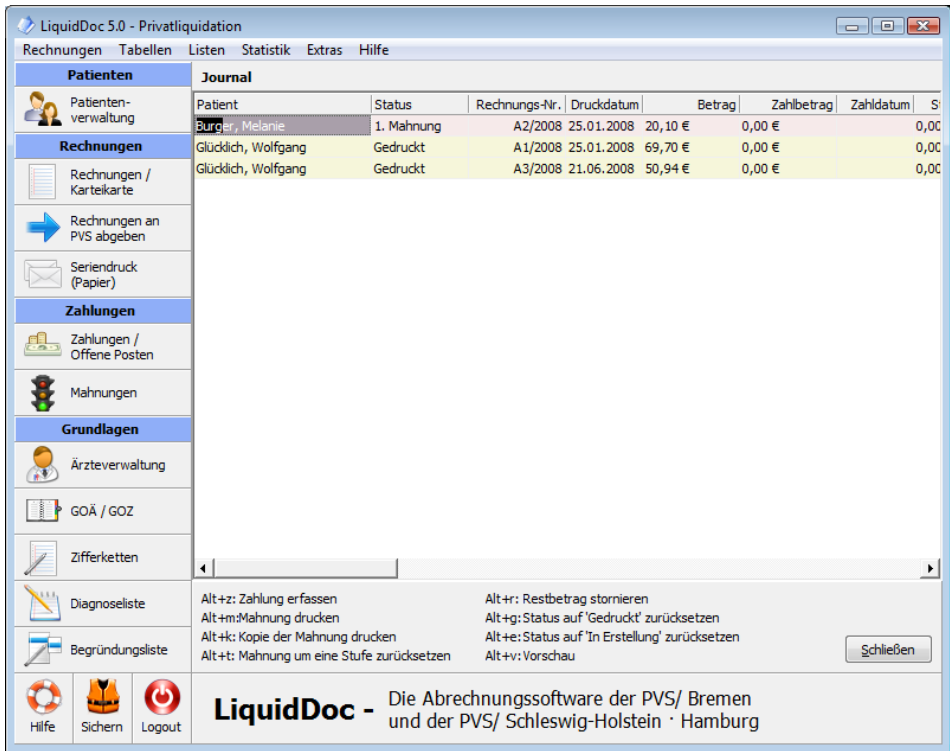 LiquidDoc 5.0 - Privatliquidation
Rechnungen Tabellen Listen Statistik Extras Hilfe
Patienten
Patienten-
verwaltung
Rechnungen
Rechnungen /
Karteikarte
Rechnungen an
PVS abgeben
Seriendruck
(Papier)
Zahlungen
Zahlungen /
Offene Posten
Mahnungen
Grundlagen
Ärzteverwaltung
GOÄ / GOZ
Zifferketten
Diagnoseliste
Begründungsliste
Hilfe Sichern Logout
Journal
Patient Status Rechnungs-Nr. Druckdatum Betrag Zahlbetrag Zahldatum S
Burger, Melanie 1. Mahnung A2/2008 25.01.2008 20,10 € 0,00 € 0,00
Glücklich, Wolfgang Gedruckt A1/2008 25.01.2008 69,70 € 0,00 € 0,00
Glücklich, Wolfgang Gedruckt A3/2008 21.06.2008 50,94 € 0,00 € 0,00
Alt+z: Zahlung erfassen
Alt+m:Mahnung drucken
Alt+k: Kopie der Mahnung drucken
Alt+t: Mahnung um eine Stufe zurücksetzen
Alt+r: Restbetrag stornieren
Alt+g:Status auf 'Gedruckt' zurücksetzen
Alt+e:Status auf 'In Erstellung' zurücksetzen
Alt+v:Vorschau
Schließen
LiquidDoc - Die Abrechnungssoftware der PVS/ Bremen
und der PVS/ Schleswig-Holstein · Hamburg